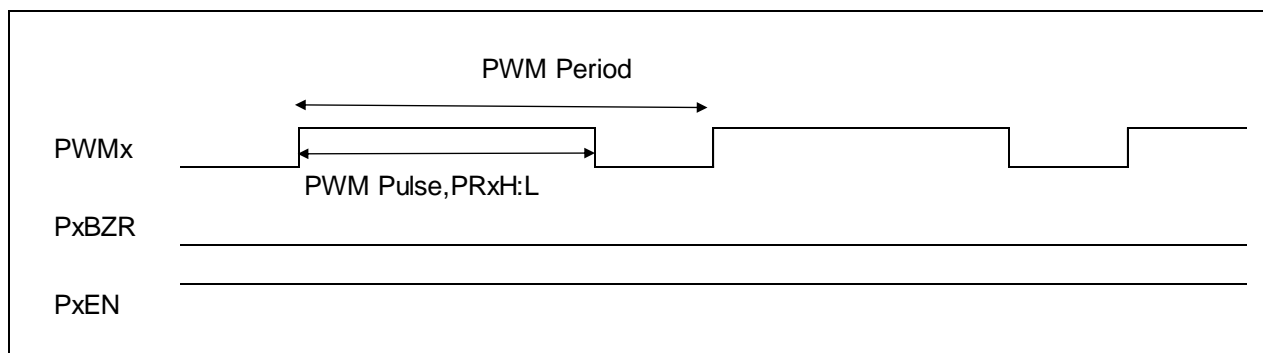 PWM Period
PWMx
PWM Pulse,PRxH:L
PxBZR
PxEN